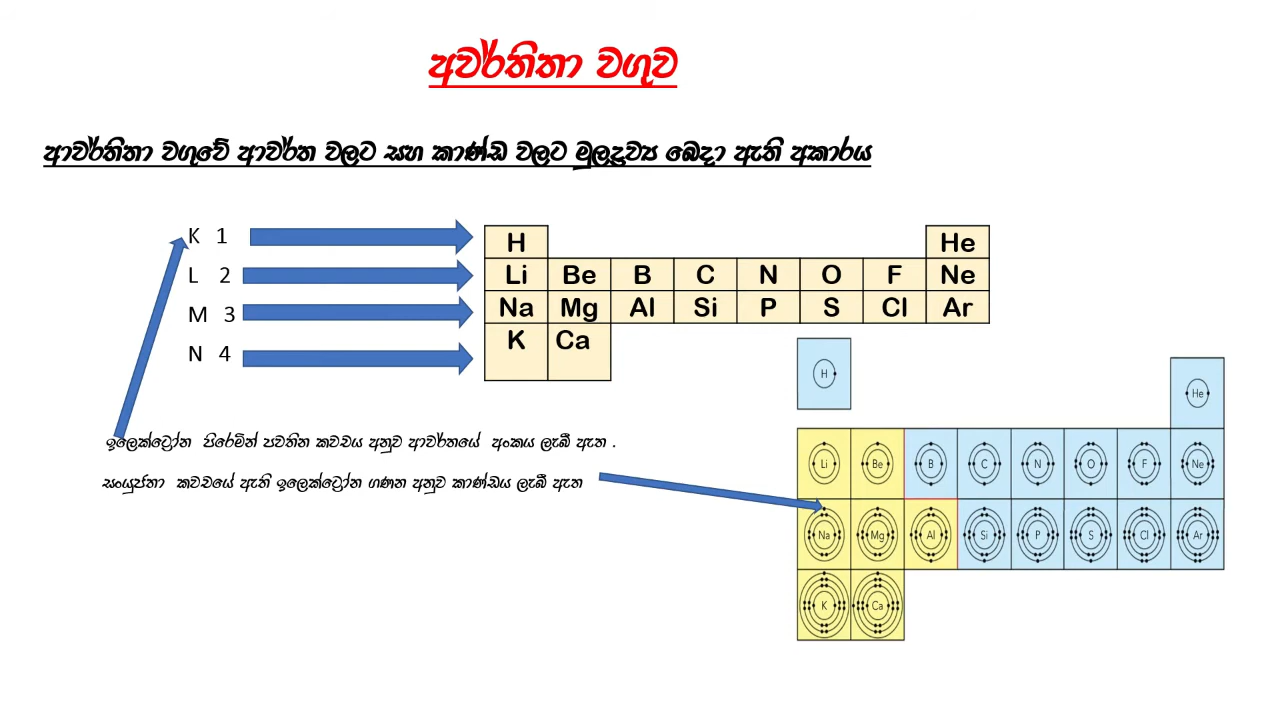 අවර්තිතා වගුව
ආවර්තිතා වගුවේ ආවර්ත වලට සහ කාණ්ඩ වලට මූලද්‍රව්‍ය බෙදා ඇති අකාරය
K 1
L 2
M 3
N 4
H He
Li Be B C N O F Ne
Na Mg Al Si P S Cl Ar
K Ca
ඉලෙක්ට්‍රෝන පිරෙමින් පවතින කවචය අනුව ආවර්තයේ අංකය ලැබී ඇත .
සංයුජතා කවචයේ ඇති ඉලෙක්ට්‍රෝන ගණන අනුව කාණ්ඩය ලැබී ඇත
H
He
Li Be B C N O F Ne
Na Mg Al Si P S Cl Ar
K Ca